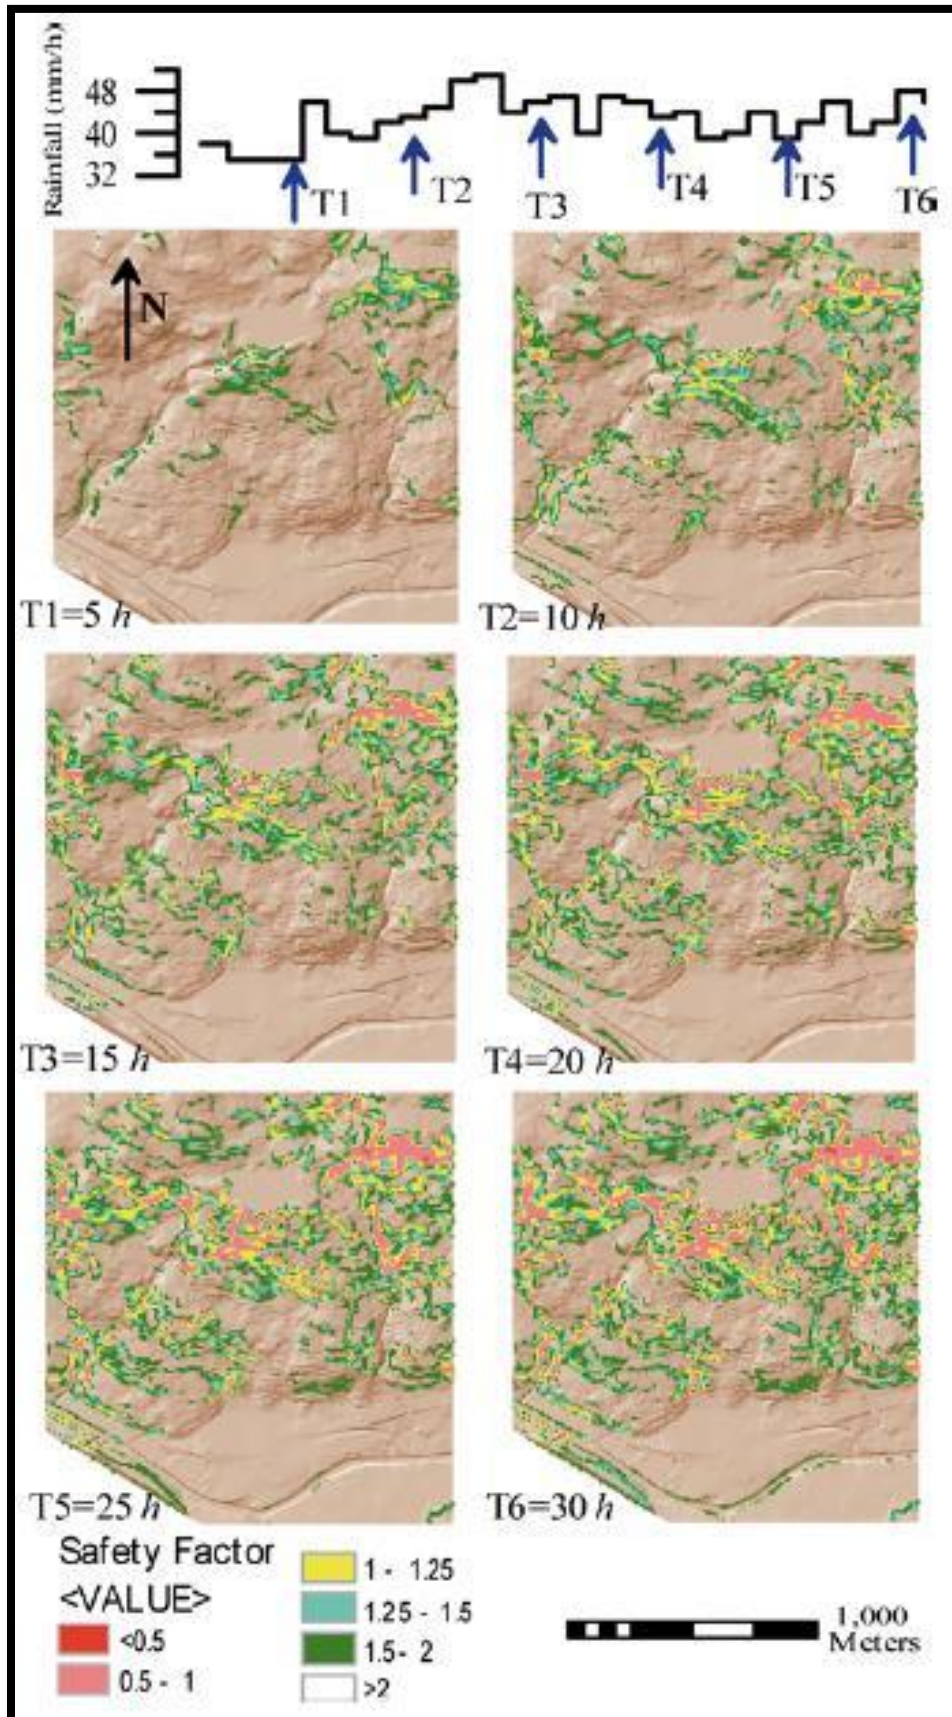 Rainfall (mm/h)
48
40
32
T1
T2
T3
T4
T5
T6
N
T1=5 h
T2=10 h
T3=15 h
T4=20 h
T5=25 h
T6=30 h
Safety Factor
<VALUE>
<0.5
0.5 - 1
1 - 1.25
1.25 - 1.5
1.5- 2
>2
1,000
Meters